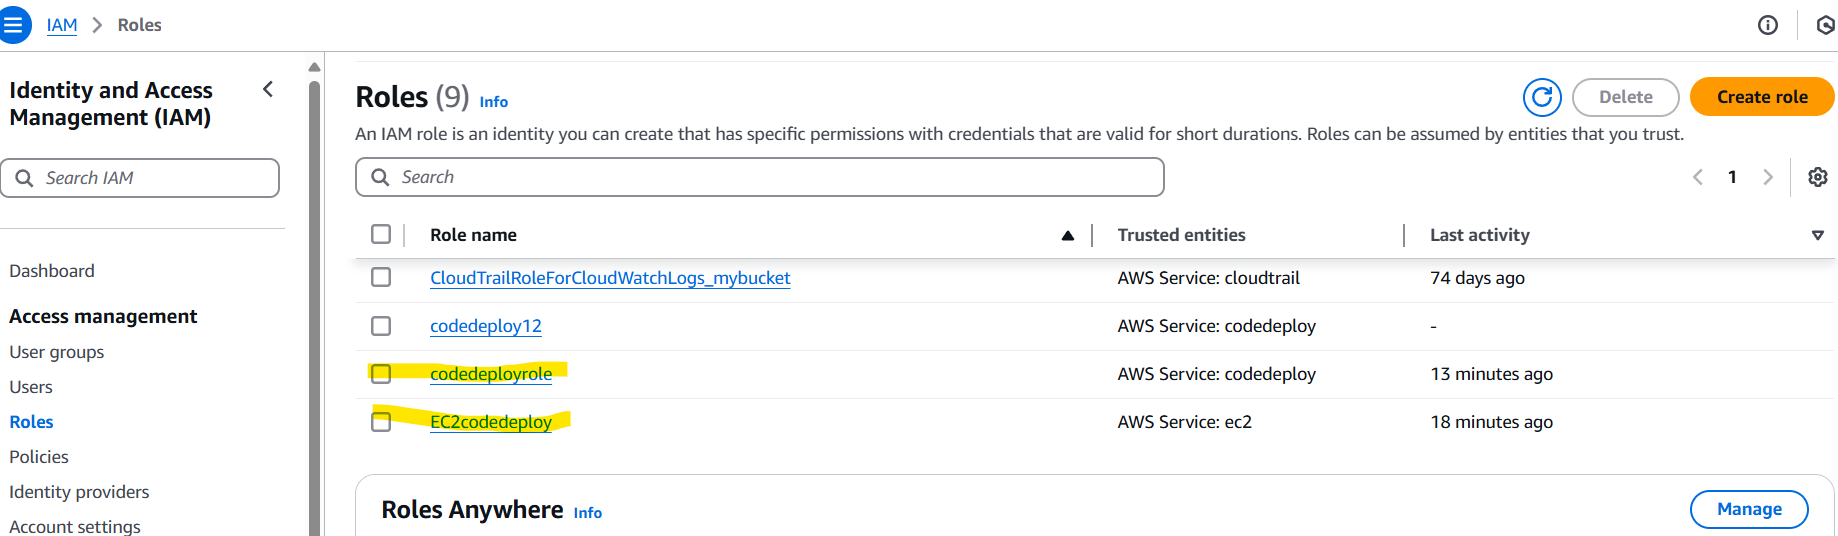 IAM > Roles
Identity and Access
Management (IAM)
Search IAM
Dashboard
Access management
User groups
Users
Roles
Policies
Identity providers
Account settings
Roles (9) Info
Delete
Create role
An IAM role is an identity you can create that has specific permissions with credentials that are valid for short durations. Roles can be assumed by entities that you trust.
Search
1
Role name Trusted entities Last activity
CloudTrailRoleForCloudWatchLogs_mybucket AWS Service: cloudtrail 74 days ago
codedeploy12 AWS Service: codedeploy -
codedeployrole AWS Service: codedeploy 13 minutes ago
EC2codedeploy AWS Service: ec2 18 minutes ago
Roles Anywhere Info
Manage